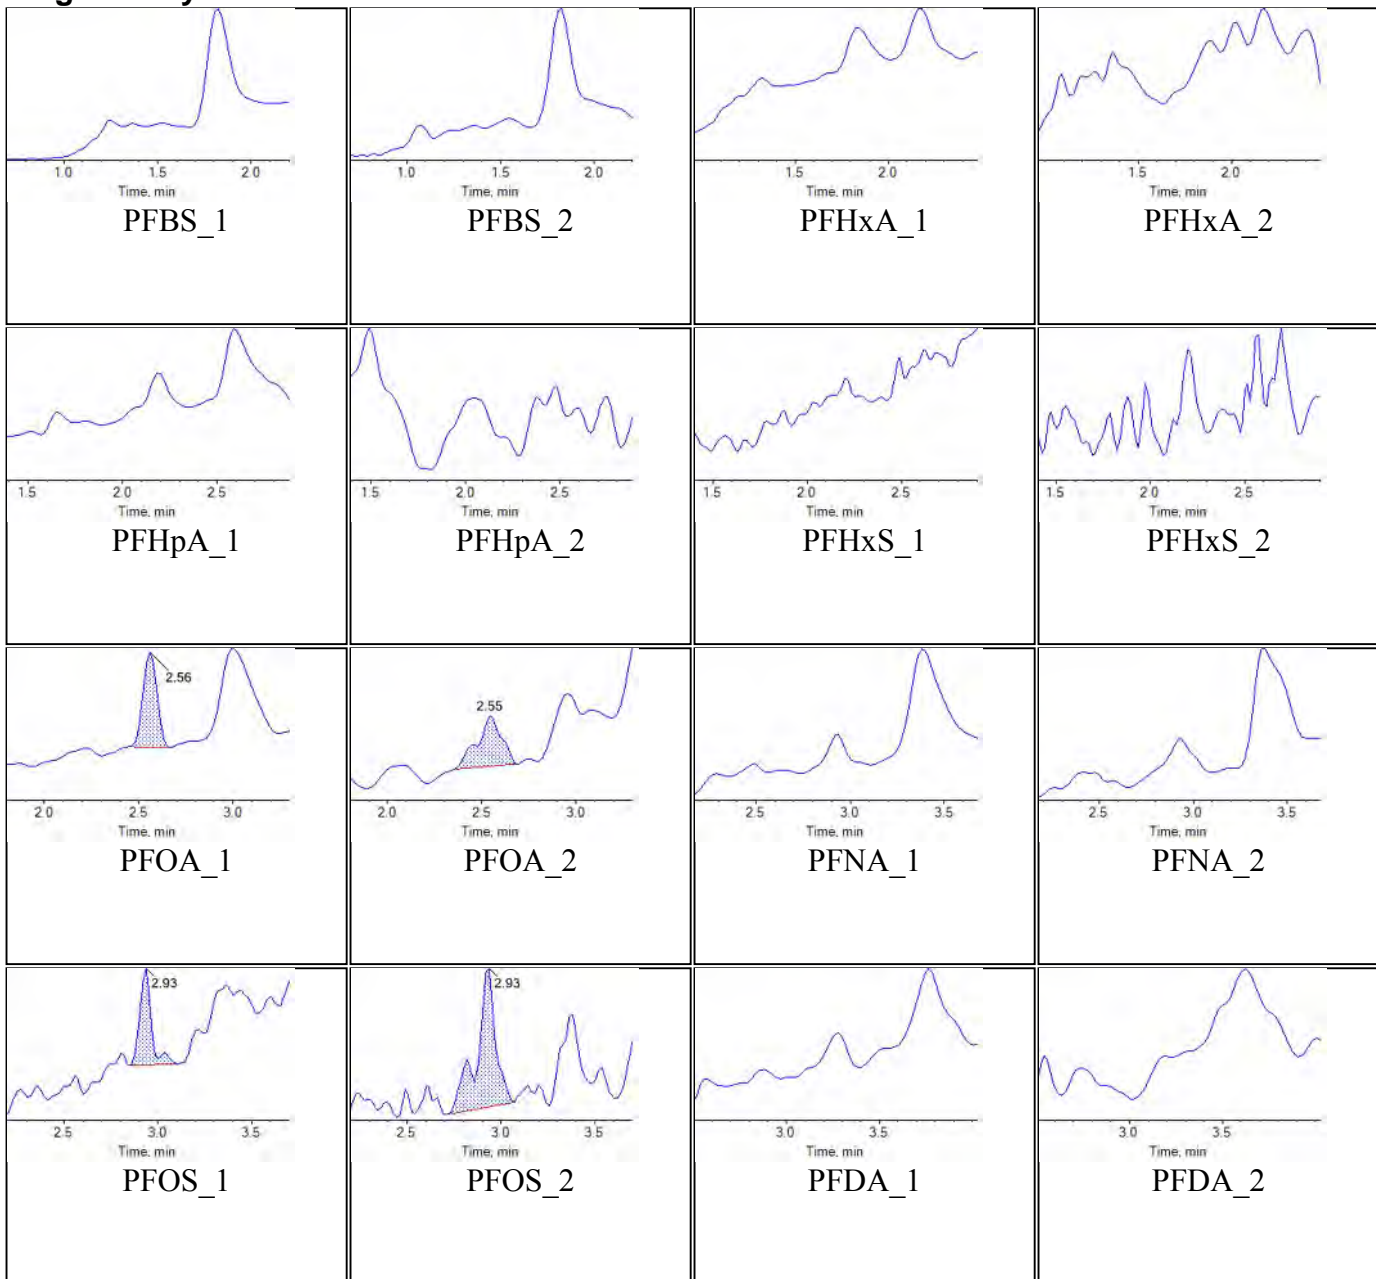 1.0 1.5 2.0
Time, min
PFBS_1
1.0 1.5 2.0
Time, min
PFBS_2
1.5 2.0
Time, min
PFHxA_1
1.5 2.0
Time, min
PFHxA_2
1.5 2.0 2.5
Time, min
PFHpA_1
1.5 2.0 2.5
Time, min
PFHpA_2
1.5 2.0 2.5
Time, min
PFHxS_1
1.5 2.0 2.5
Time, min
PFHxS_2
2.56
2.0 2.5 3.0
Time, min
PFOA_1
2.55
2.0 2.5 3.0
Time, min
PFOA_2
2.5 3.0 3.5
Time, min
PFNA_1
2.5 3.0 3.5
Time, min
PFNA_2
2.93
2.5 3.0 3.5
Time, min
PFOS_1
2.93
2.5 3.0 3.5
Time, min
PFOS_2
3.0 3.5
Time, min
PFDA_1
3.0 3.5
Time, min
PFDA_2